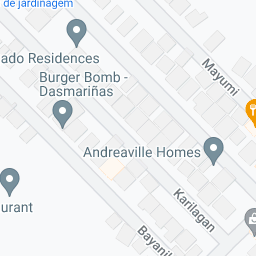 de jardinagem
ado Residences
Burger Bomb -
Dasmariñas
Mayumi
Andreaville Homes
urant
Karilagan
Bayani